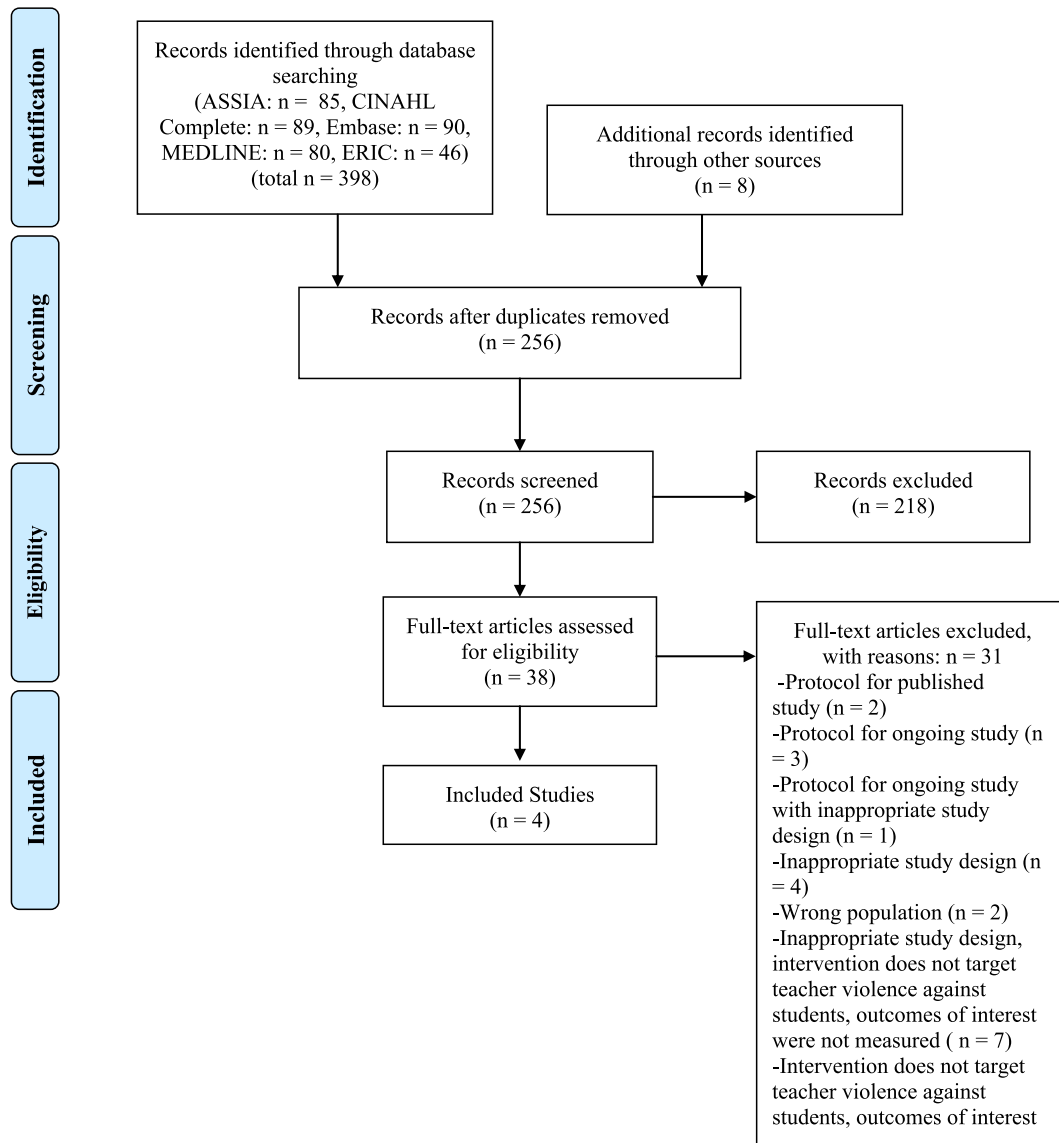 Identification
Records identified through database
searching
(ASSIA: n = 85, CINAHL
Complete: n = 89, Embase: n = 90,
MEDLINE: n = 80, ERIC: n = 46)
(total n = 398)
Additional records identified
through other sources
(n = 8)
Screening
Records after duplicates removed
(n = 256)
Eligibility
Records screened
(n = 256)
Records excluded
(n = 218)
Full-text articles assessed
for eligibility
(n = 38)
Full-text articles excluded,
with reasons: n = 31
-Protocol for published
study (n = 2)
-Protocol for ongoing study (n
= 3)
-Protocol for ongoing study
with inappropriate study
design (n = 1)
-Inappropriate study design (n
= 4)
-Wrong population (n = 2)
-Inappropriate study design,
intervention does not target
teacher violence against
students, outcomes of interest
were not measured ( n = 7)
-Intervention does not target
teacher violence against
students, outcomes of interest
Included
Included Studies
(n = 4)